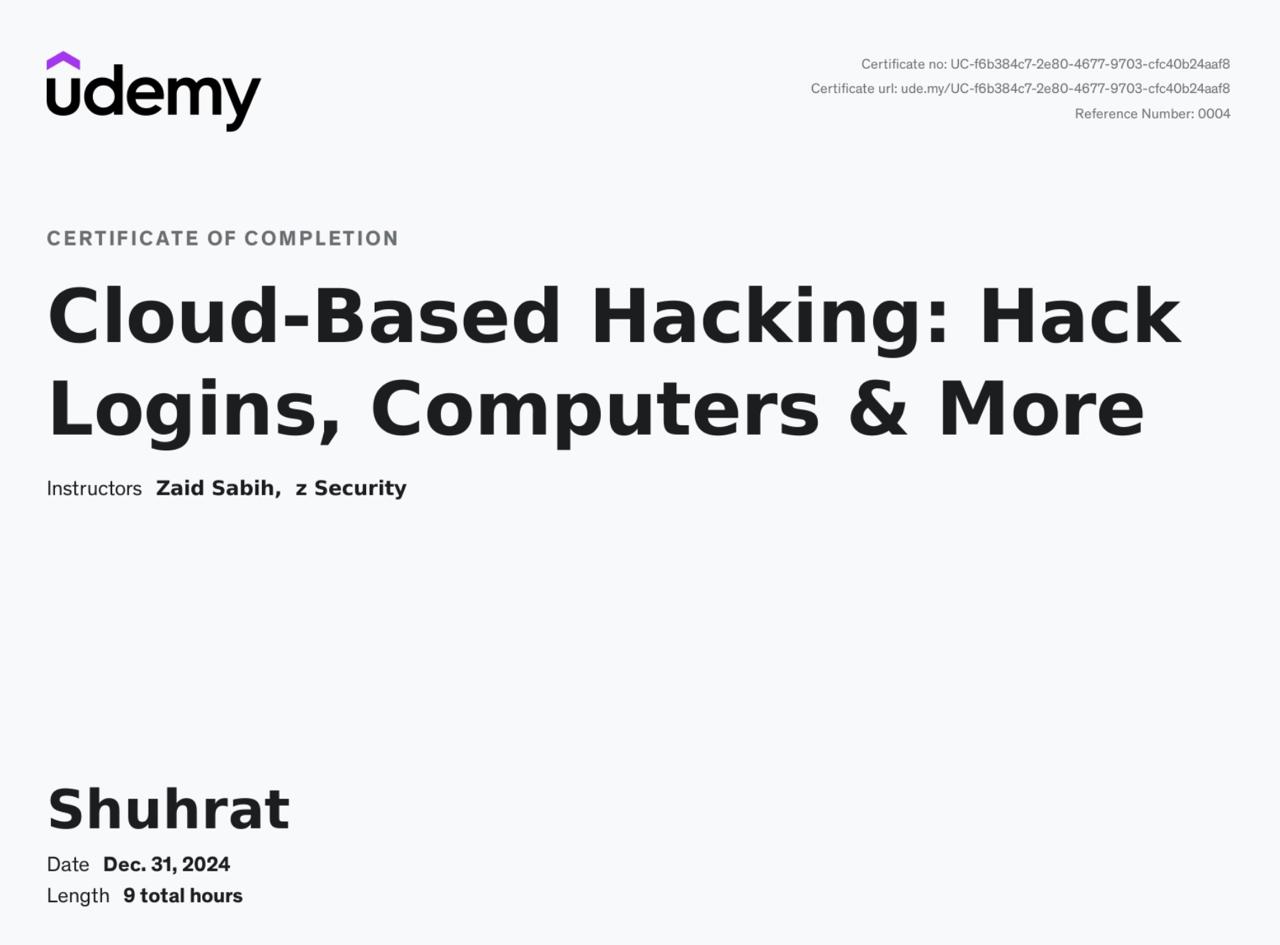 udemy
Certificate no: UC-f6b384c7-2e80-4677-9703-cfc40b24aaf8
Certificate url: ude.my/UC-f6b384c7-2e80-4677-9703-cfc40b24aaf8
Reference Number: 0004
CERTIFICATE OF COMPLETION
Cloud-Based Hacking: Hack
Logins, Computers & More
Instructors Zaid Sabih, z Security
Shuhrat
Date Dec. 31, 2024
Length 9 total hours